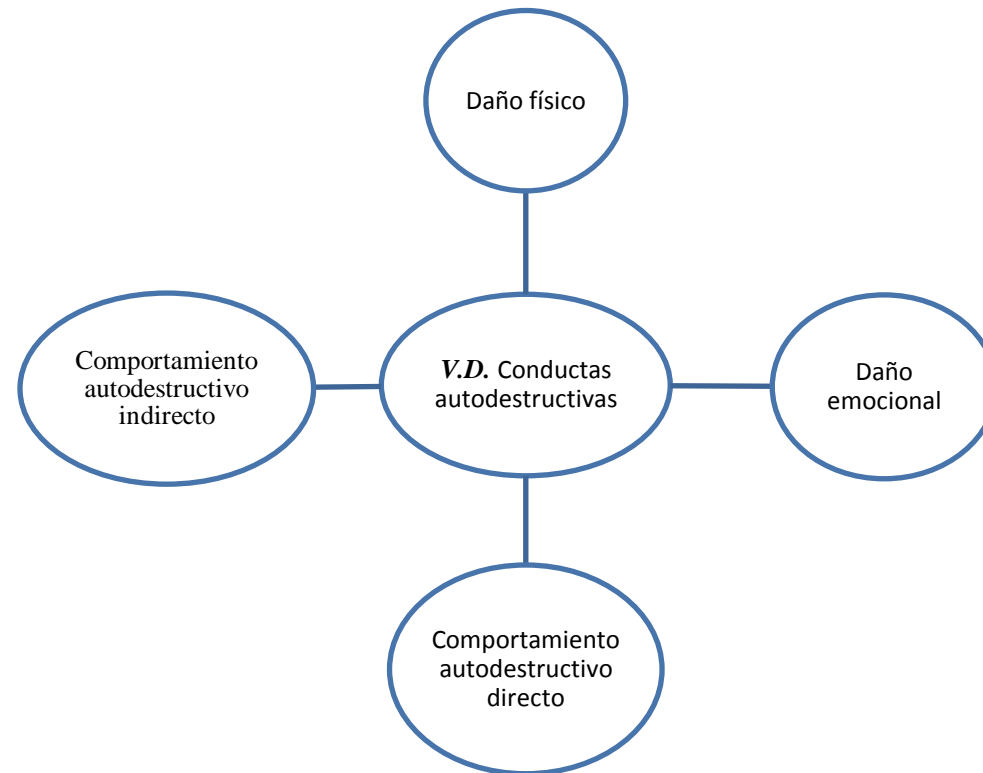 Daño físico
Comportamiento
autodestructivo
indirecto
V.D. Conductas
autodestructivas
Daño
emocional
Comportamiento
autodestructivo
directo